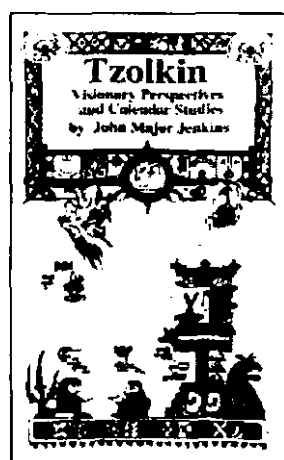 Tzolkin
Visionary Perspectives
and Calendar Studies
by John Major Jenkins